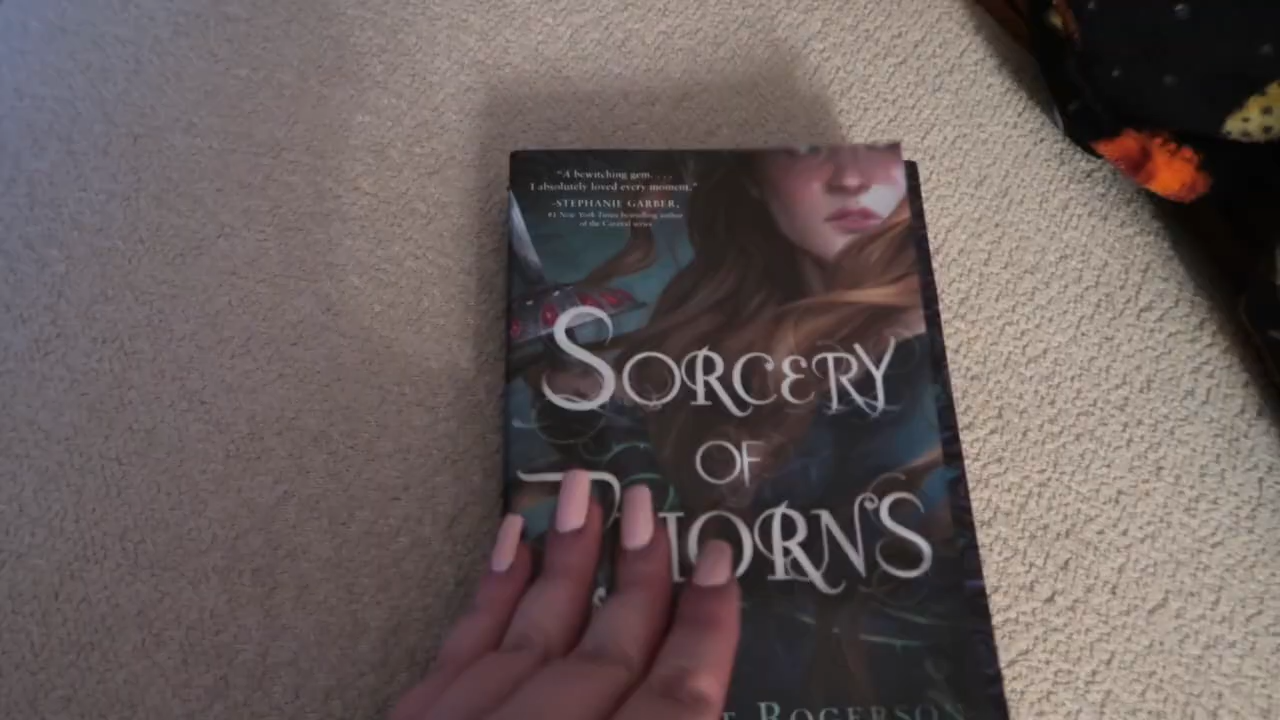 "A bewitching gem. . . .
I absolutely loved every moment."
-STEPHANIE GARBER,
#1 New York Times bestselling author
of the Caraval series
SORCERY
OF
THORNS
ROGERSON